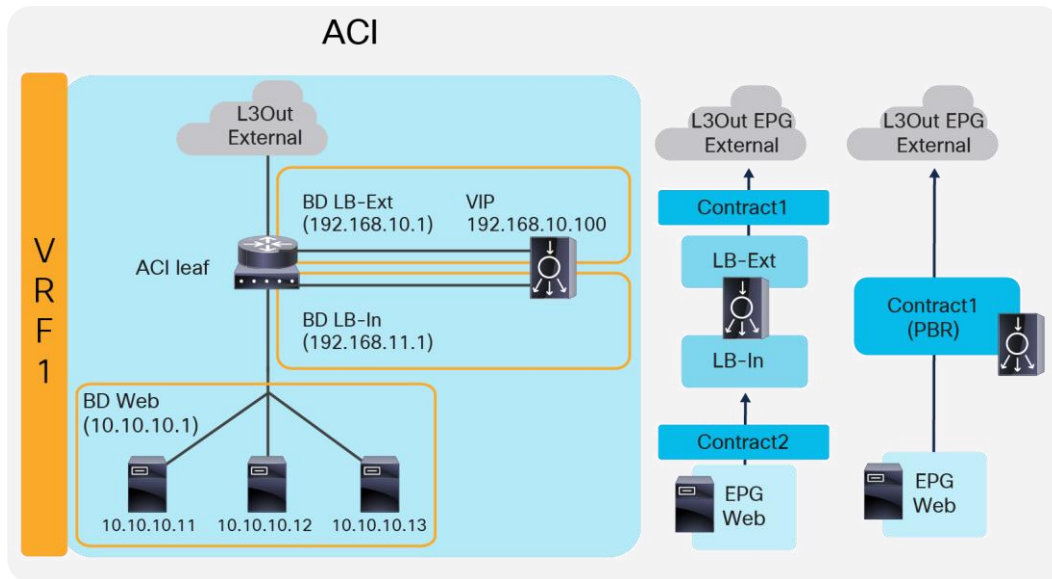 ACI
VRF1
L3Out
External
BD LB-Ext
(192.168.10.1)
VIP
192.168.10.100
ACI leaf
BD LB-In
(192.168.11.1)
BD Web
(10.10.10.1)
10.10.10.11
10.10.10.12
10.10.10.13
L3Out EPG
External
Contract1
LB-Ext
LB-In
Contract2
EPG
Web
L3Out EPG
External
Contract1
(PBR)
EPG
Web